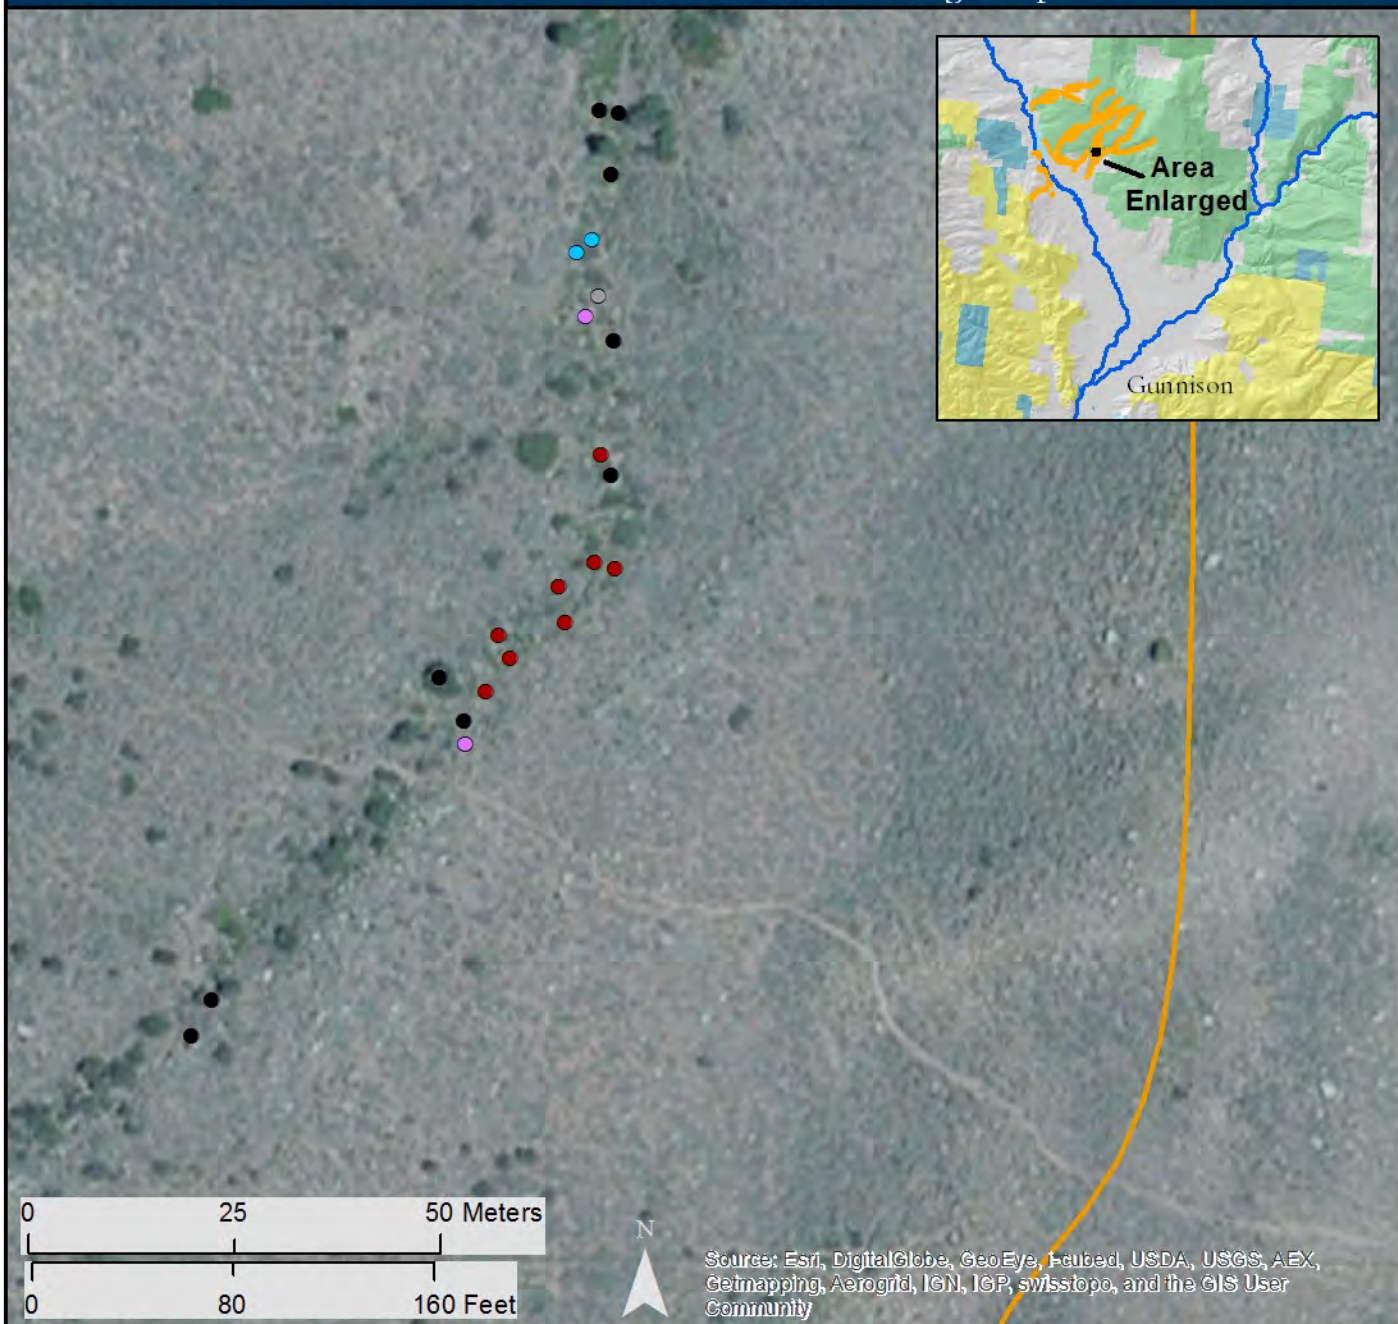 Area
Enlarged
Gunnison
0 25 50 Meters
0 80 160 Feet
N
Source: Esri, DigitalGlobe, GeoEye, i-cubed, USDA, USGS, AEX,
Getmapping, Aerogrid, IGN, IGP, swisstopo, and the GIS User
Community